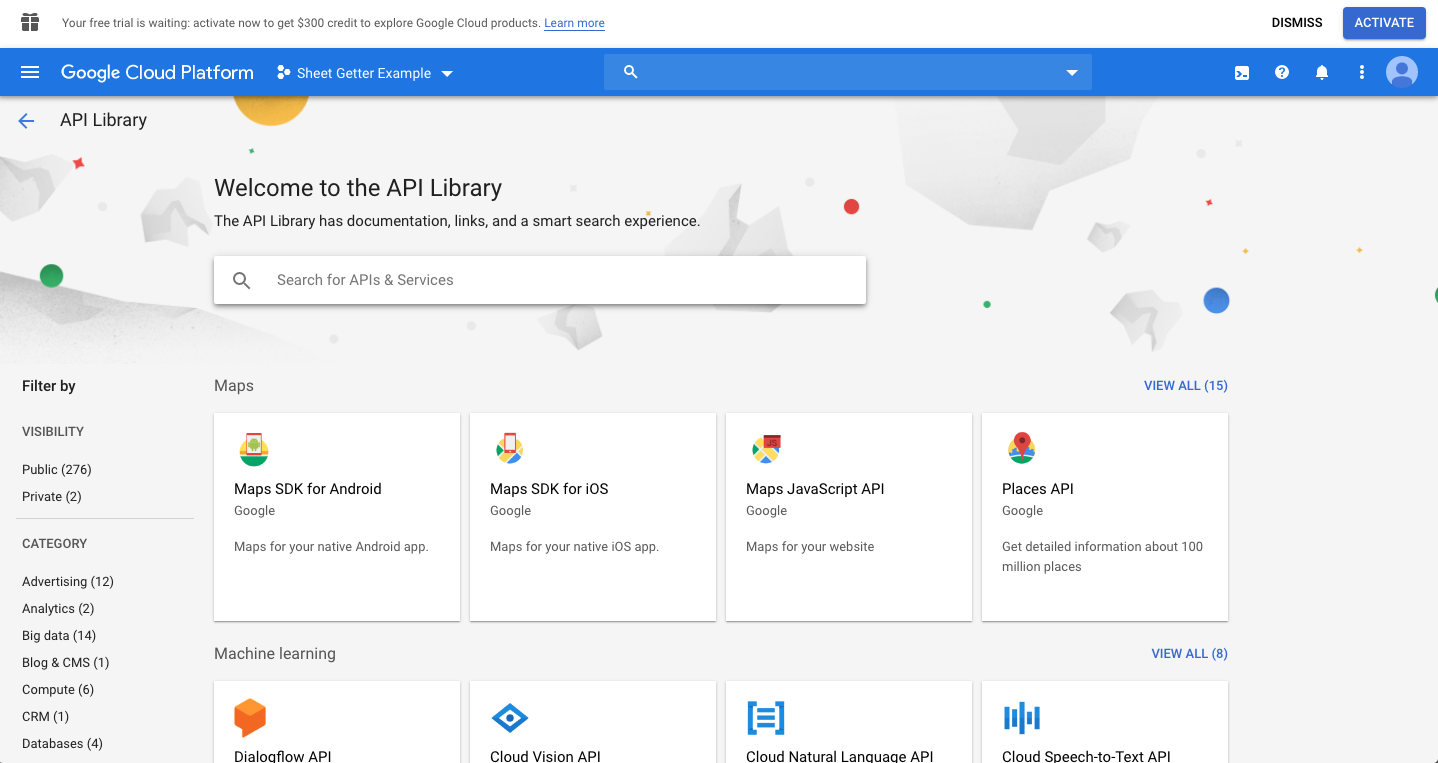 Your free trial is waiting: activate now to get $300 credit to explore Google Cloud products. Learn more
DISMISS
ACTIVATE
Google Cloud Platform
Sheet Getter Example
API Library
Welcome to the API Library
The API Library has documentation, links, and a smart search experience.
Search for APIs & Services
Filter by
VISIBILITY
Public (276)
Private (2)
CATEGORY
Advertising (12)
Analytics (2)
Big data (14)
Blog & CMS (1)
Compute (6)
CRM (1)
Databases (4)
Maps
VIEW ALL (15)
Maps SDK for Android
Google
Maps for your native Android app.
Maps SDK for iOS
Google
Maps for your native iOS app.
JS
Maps JavaScript API
Google
Maps for your website
Places API
Google
Get detailed information about 100
million places
Machine learning
VIEW ALL (8)
Dialogflow API
Cloud Vision API
Cloud Natural Language API
Cloud Speech-to-Text API